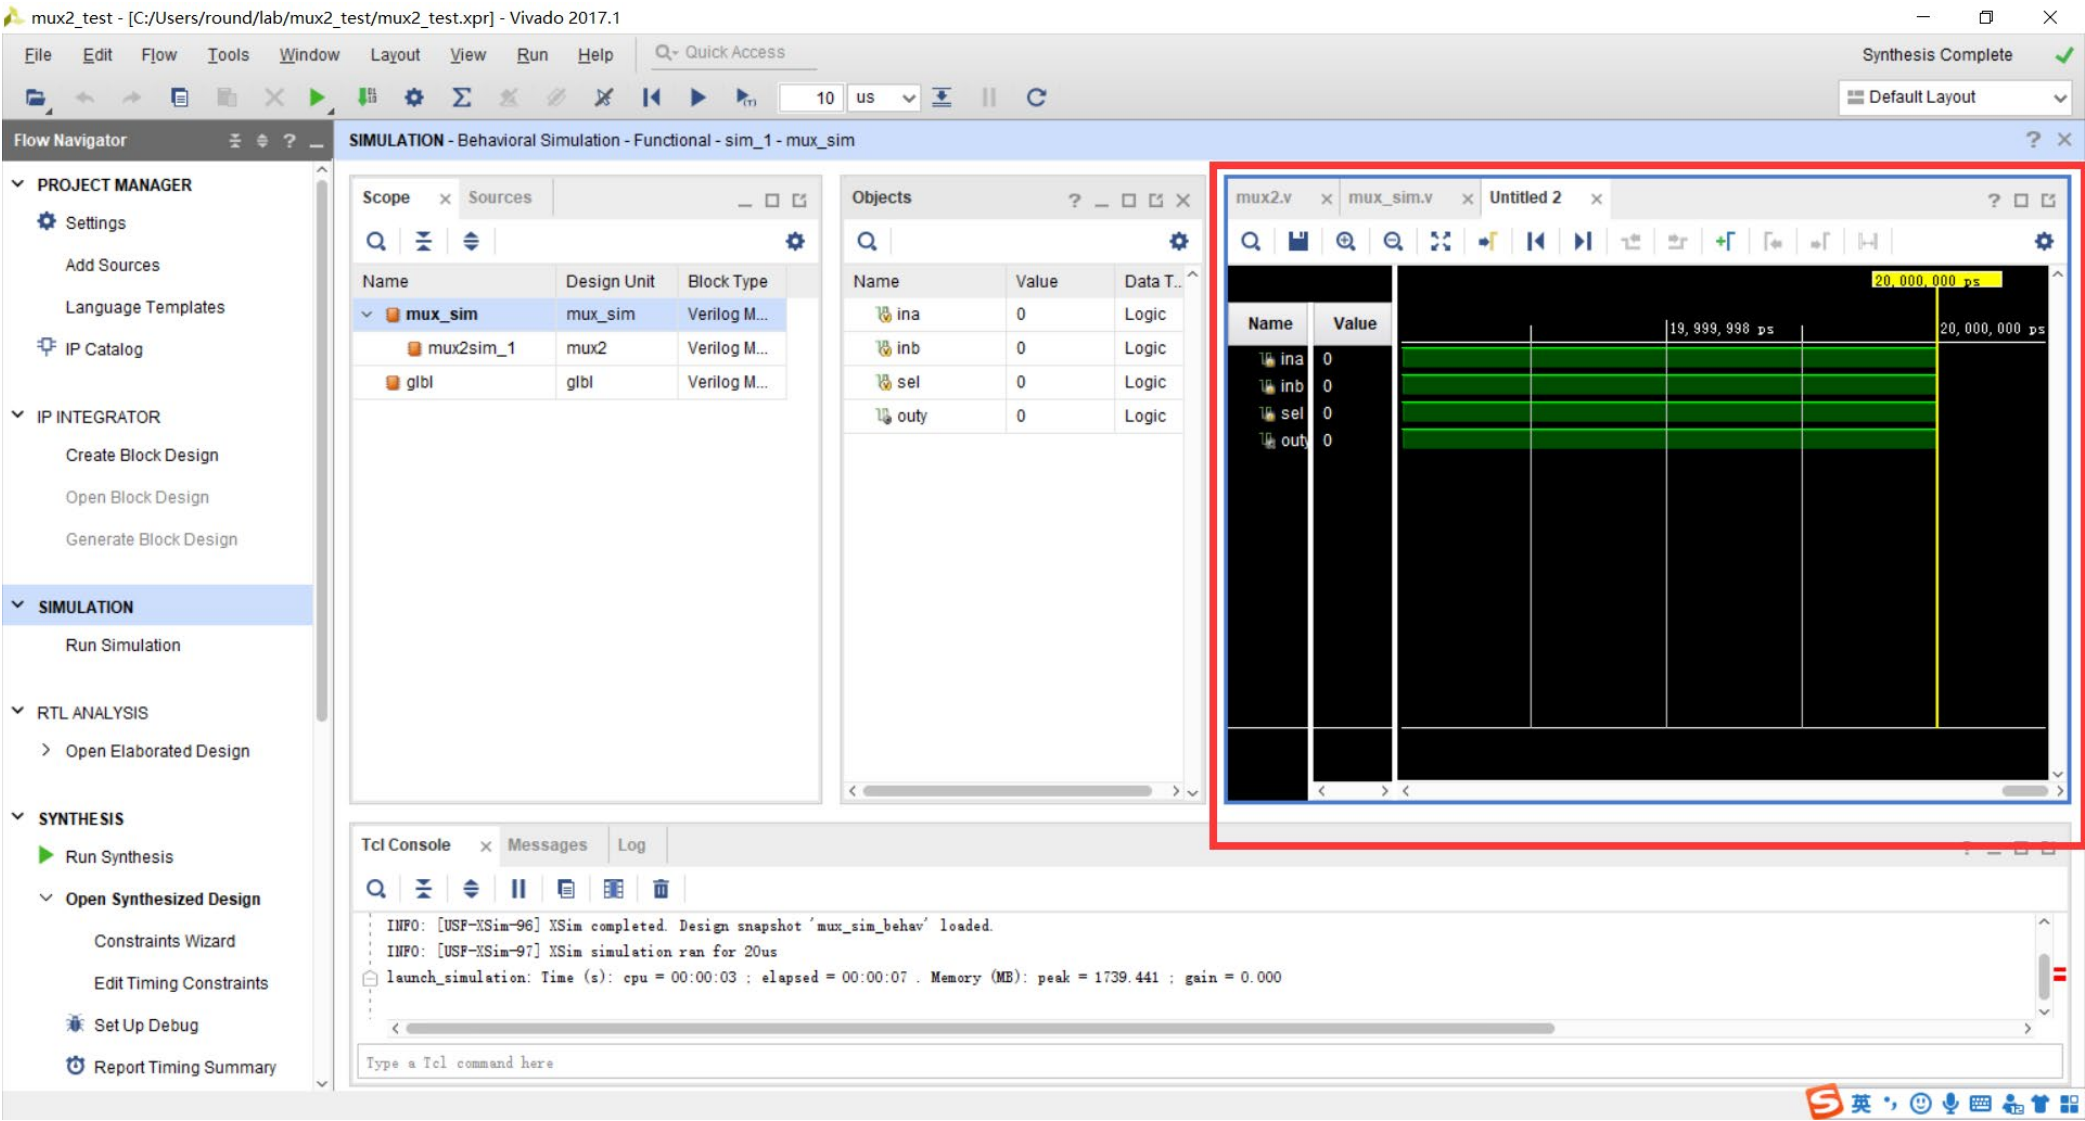 mux2_test - [C:/Users/round/lab/mux2_test/mux2_test.xpr] - Vivado 2017.1
File Edit Flow Tools Window Layout View Run Help Quick Access
Synthesis Complete
10 us
Default Layout
Flow Navigator
SIMULATION - Behavioral Simulation - Functional - sim_1 - mux_sim
PROJECT MANAGER
Settings
Add Sources
Language Templates
IP Catalog
IP INTEGRATOR
Create Block Design
Open Block Design
Generate Block Design
SIMULATION
Run Simulation
RTL ANALYSIS
Open Elaborated Design
SYNTHESIS
Run Synthesis
Open Synthesized Design
Constraints Wizard
Edit Timing Constraints
Set Up Debug
Report Timing Summary
Scope Sources
Name Design Unit Block Type
mux_sim mux_sim Verilog M...
mux2sim_1 mux2 Verilog M...
glbl glbl Verilog M...
Objects
Name Value Data T..
ina 0 Logic
inb 0 Logic
sel 0 Logic
outy 0 Logic
mux2.v mux_sim.v Untitled 2
20,000,000 ps
Name Value
19,999,998 ps 20,000,000 ps
ina 0
inb 0
sel 0
outy 0
Tcl Console Messages Log
INFO: [USF-XSim-96] XSim completed. Design snapshot 'mux_sim_behav' loaded.
INFO: [USF-XSim-97] XSim simulation ran for 20us
launch_simulation: Time (s): cpu = 00:00:03 ; elapsed = 00:00:07 . Memory (MB): peak = 1739.441 ; gain = 0.000
Type a Tcl command here
英